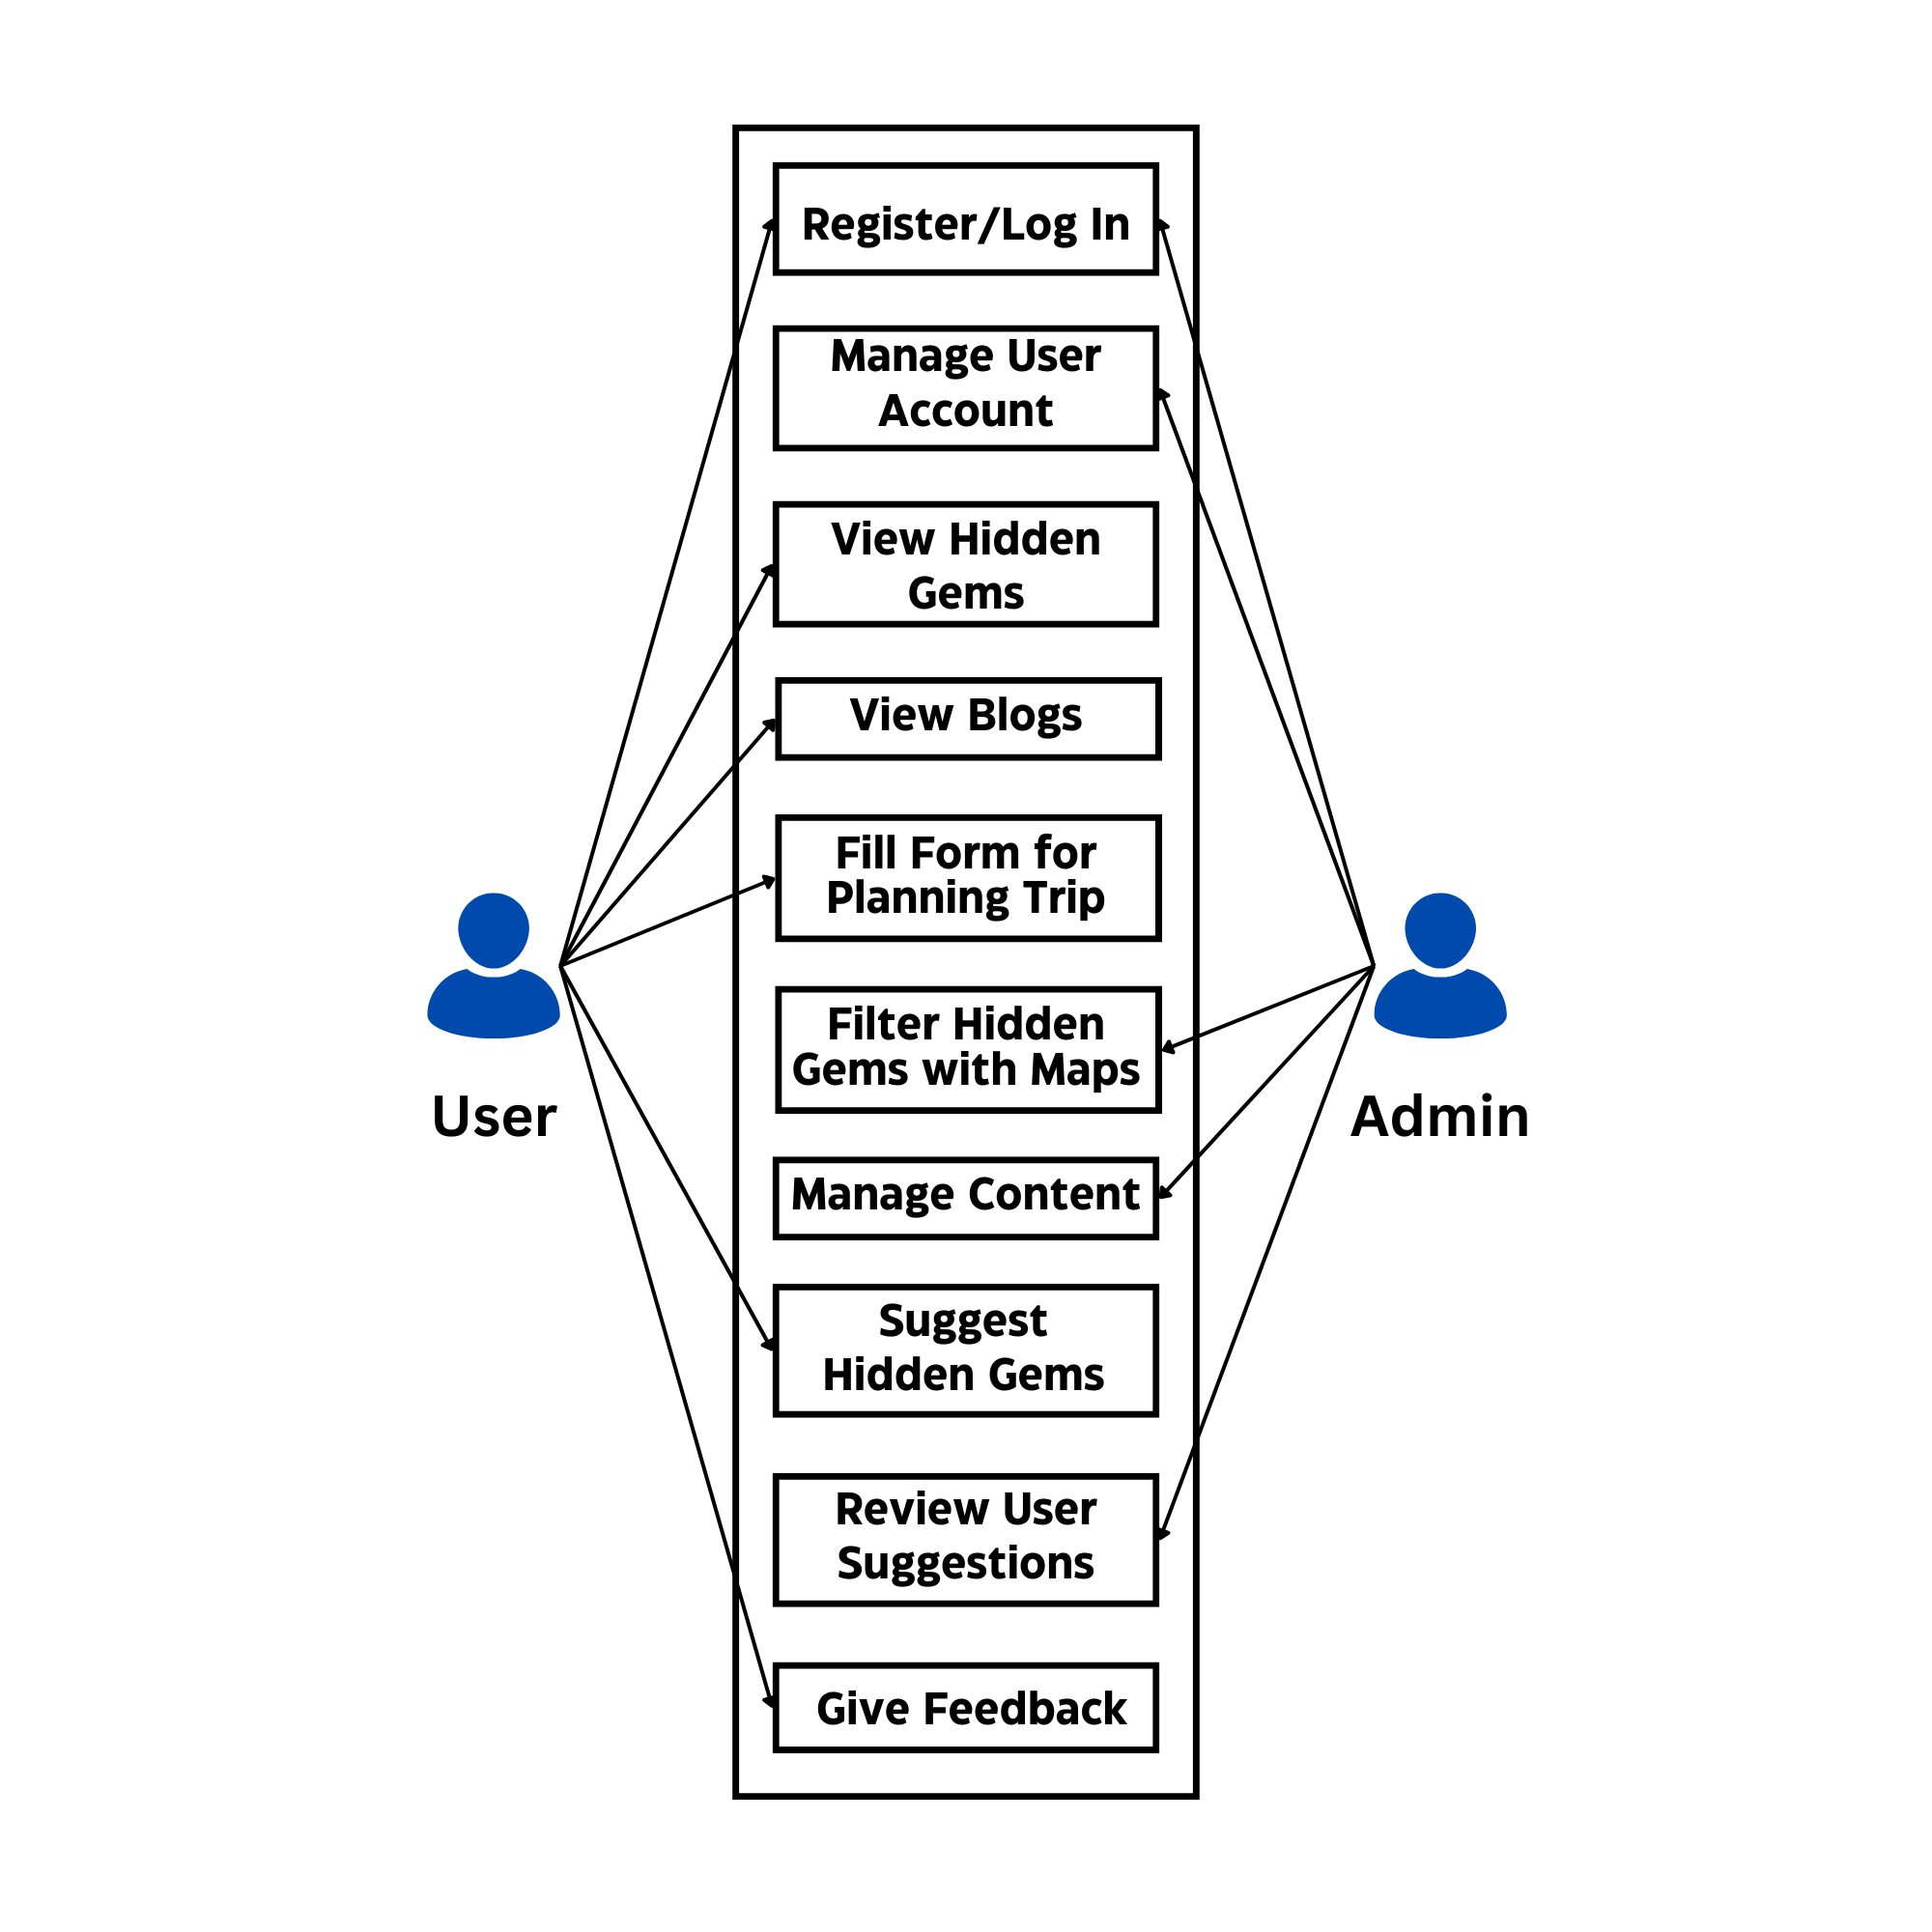 Register/Log In
Manage User
Account
View Hidden
Gems
View Blogs
Fill Form for
Planning Trip
Filter Hidden
Gems with Maps
User
Admin
Manage Content
Suggest
Hidden Gems
Review User
Suggestions
Give Feedback